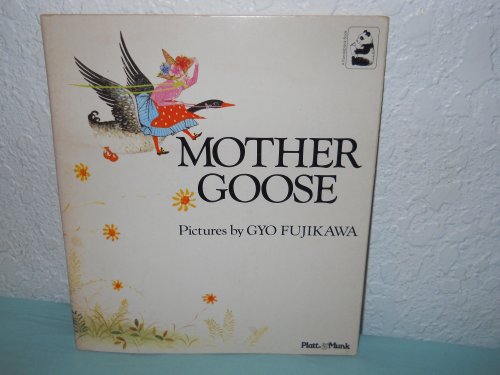 MOTHER
GOOSE
Pictures by GYO FUJIKAWA
Platt & Munk